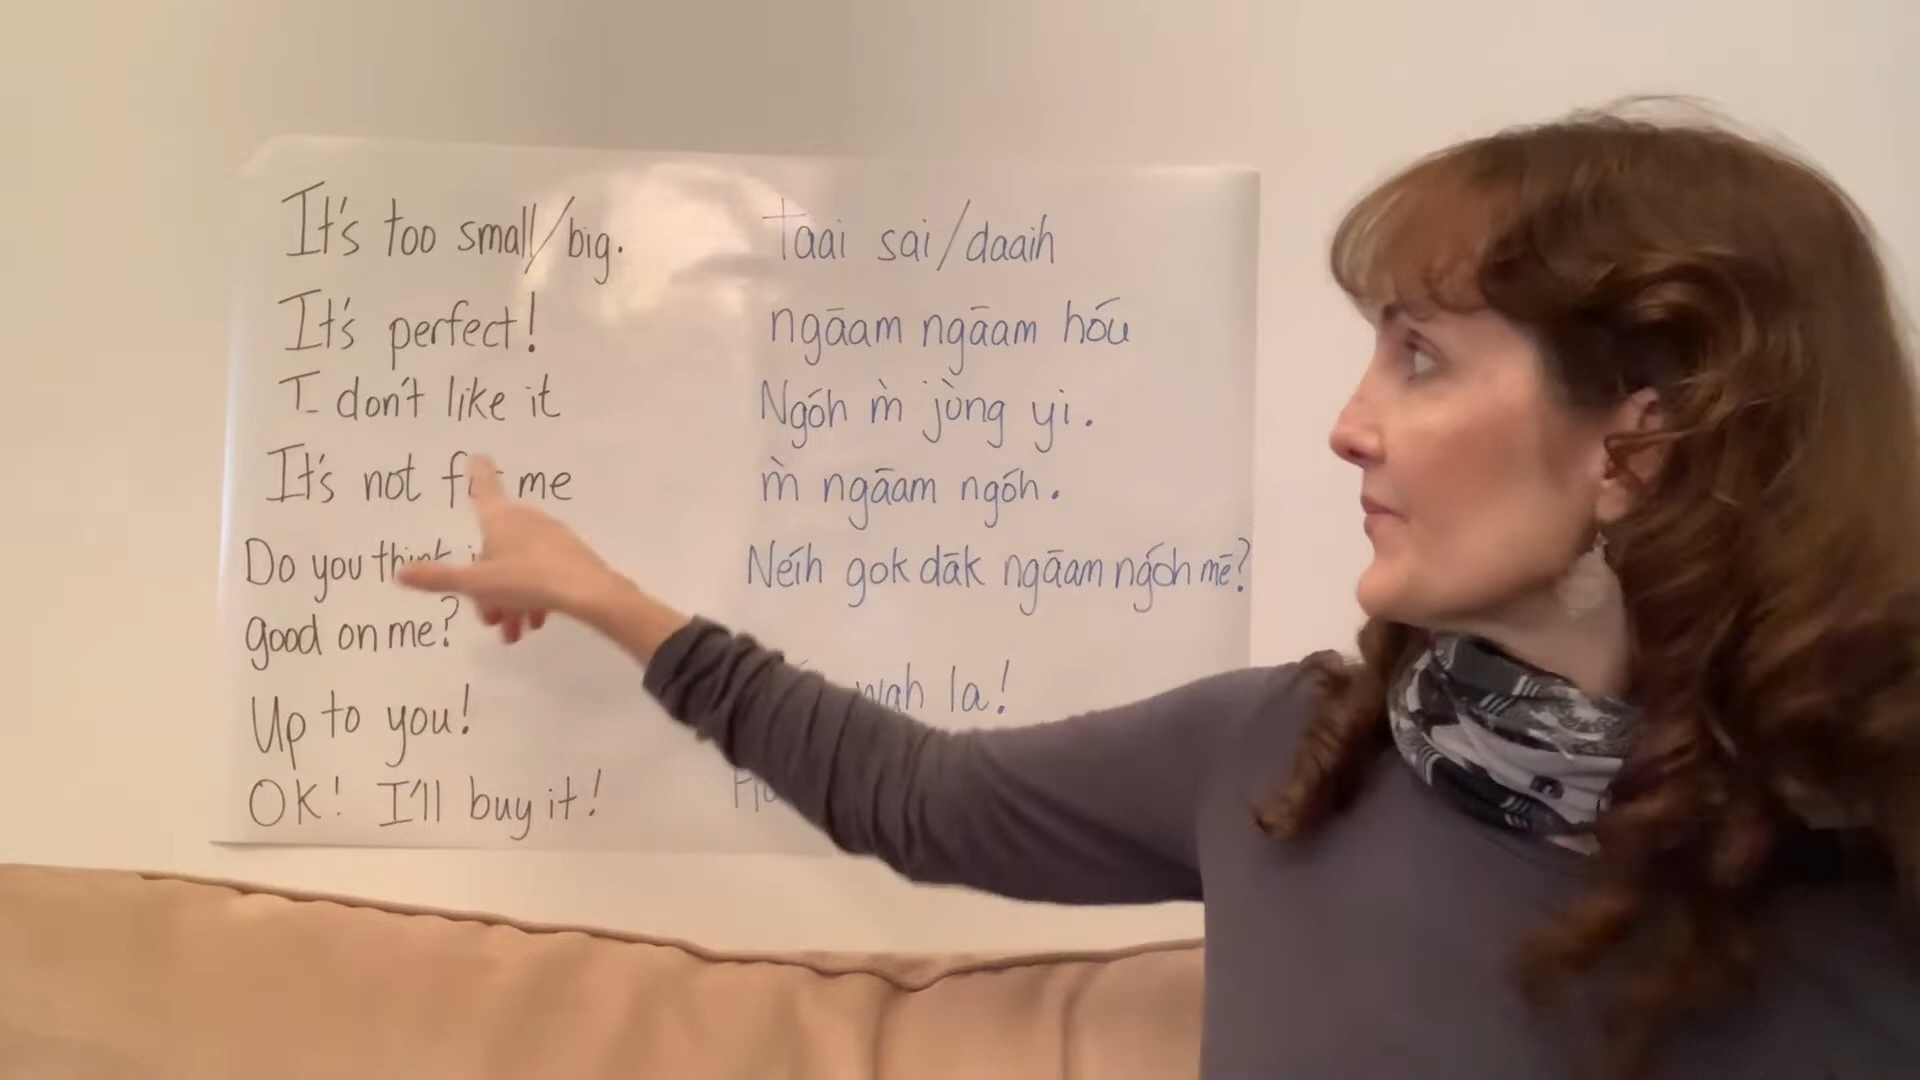 It's too small/big. taai sai/daaih
It's perfect! ngāam ngāam hóu
I don't like it Ngóh m̀ jùng yi.
It's not me m̀ ngāam ngóh.
Do you think Néih gok dāk ngāam ngóh mē?
good on me?
Up to you! wah la!
OK! I'll buy it!